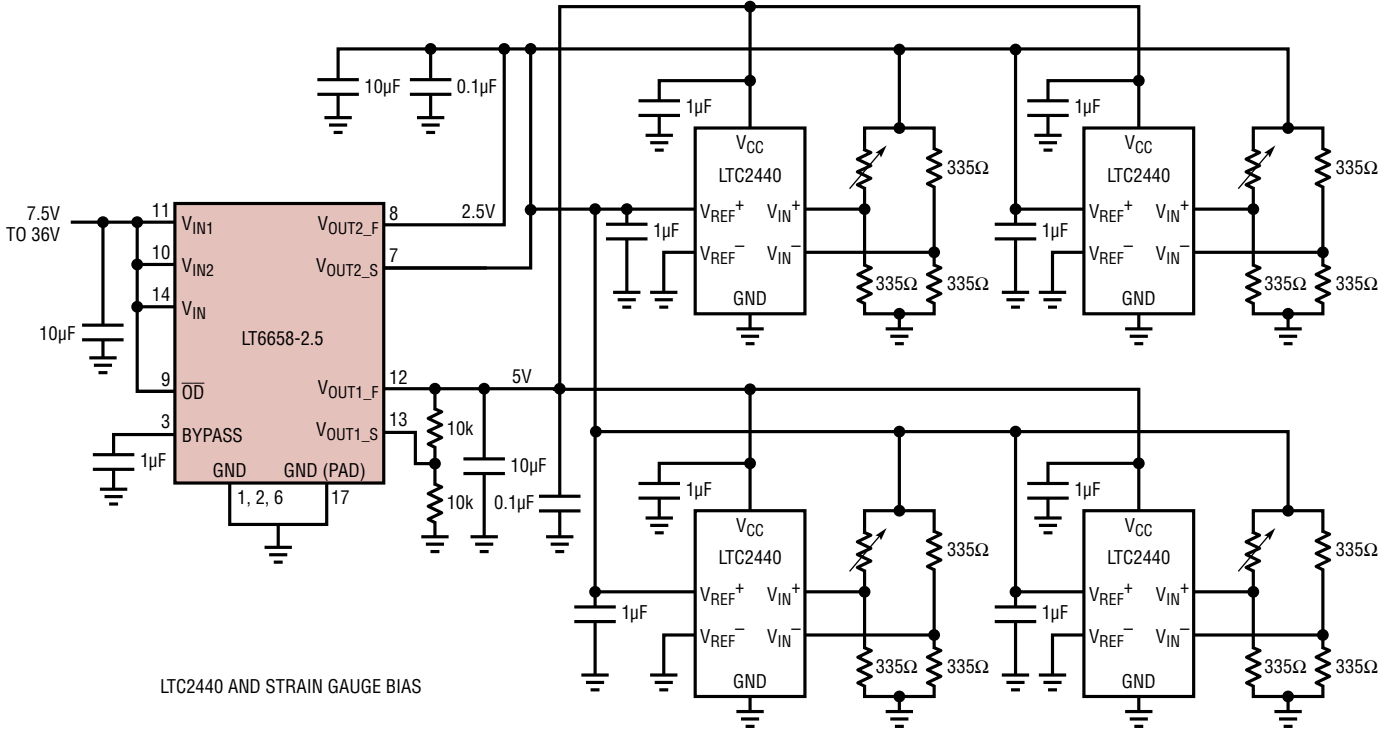 10µF
0.1µF
1µF
VCC
LTC2440
VREF+
VIN+
VREF−
VIN−
GND
1µF
335Ω
335Ω
335Ω
1µF
VCC
LTC2440
VREF+
VIN+
VREF−
VIN−
GND
1µF
335Ω
335Ω
335Ω
7.5V
TO 36V
10µF
11
VIN1
10
VIN2
14
VIN
9
OD
3
BYPASS
1µF
LT6658-2.5
VOUT2_F
8
2.5V
VOUT2_S
7
VOUT1_F
12
5V
VOUT1_S
13
GND
GND (PAD)
1, 2, 6
17
10k
10k
10µF
0.1µF
1µF
VCC
LTC2440
VREF+
VIN+
VREF−
VIN−
GND
1µF
335Ω
335Ω
335Ω
1µF
VCC
LTC2440
VREF+
VIN+
VREF−
VIN−
GND
1µF
335Ω
335Ω
335Ω
LTC2440 AND STRAIN GAUGE BIAS